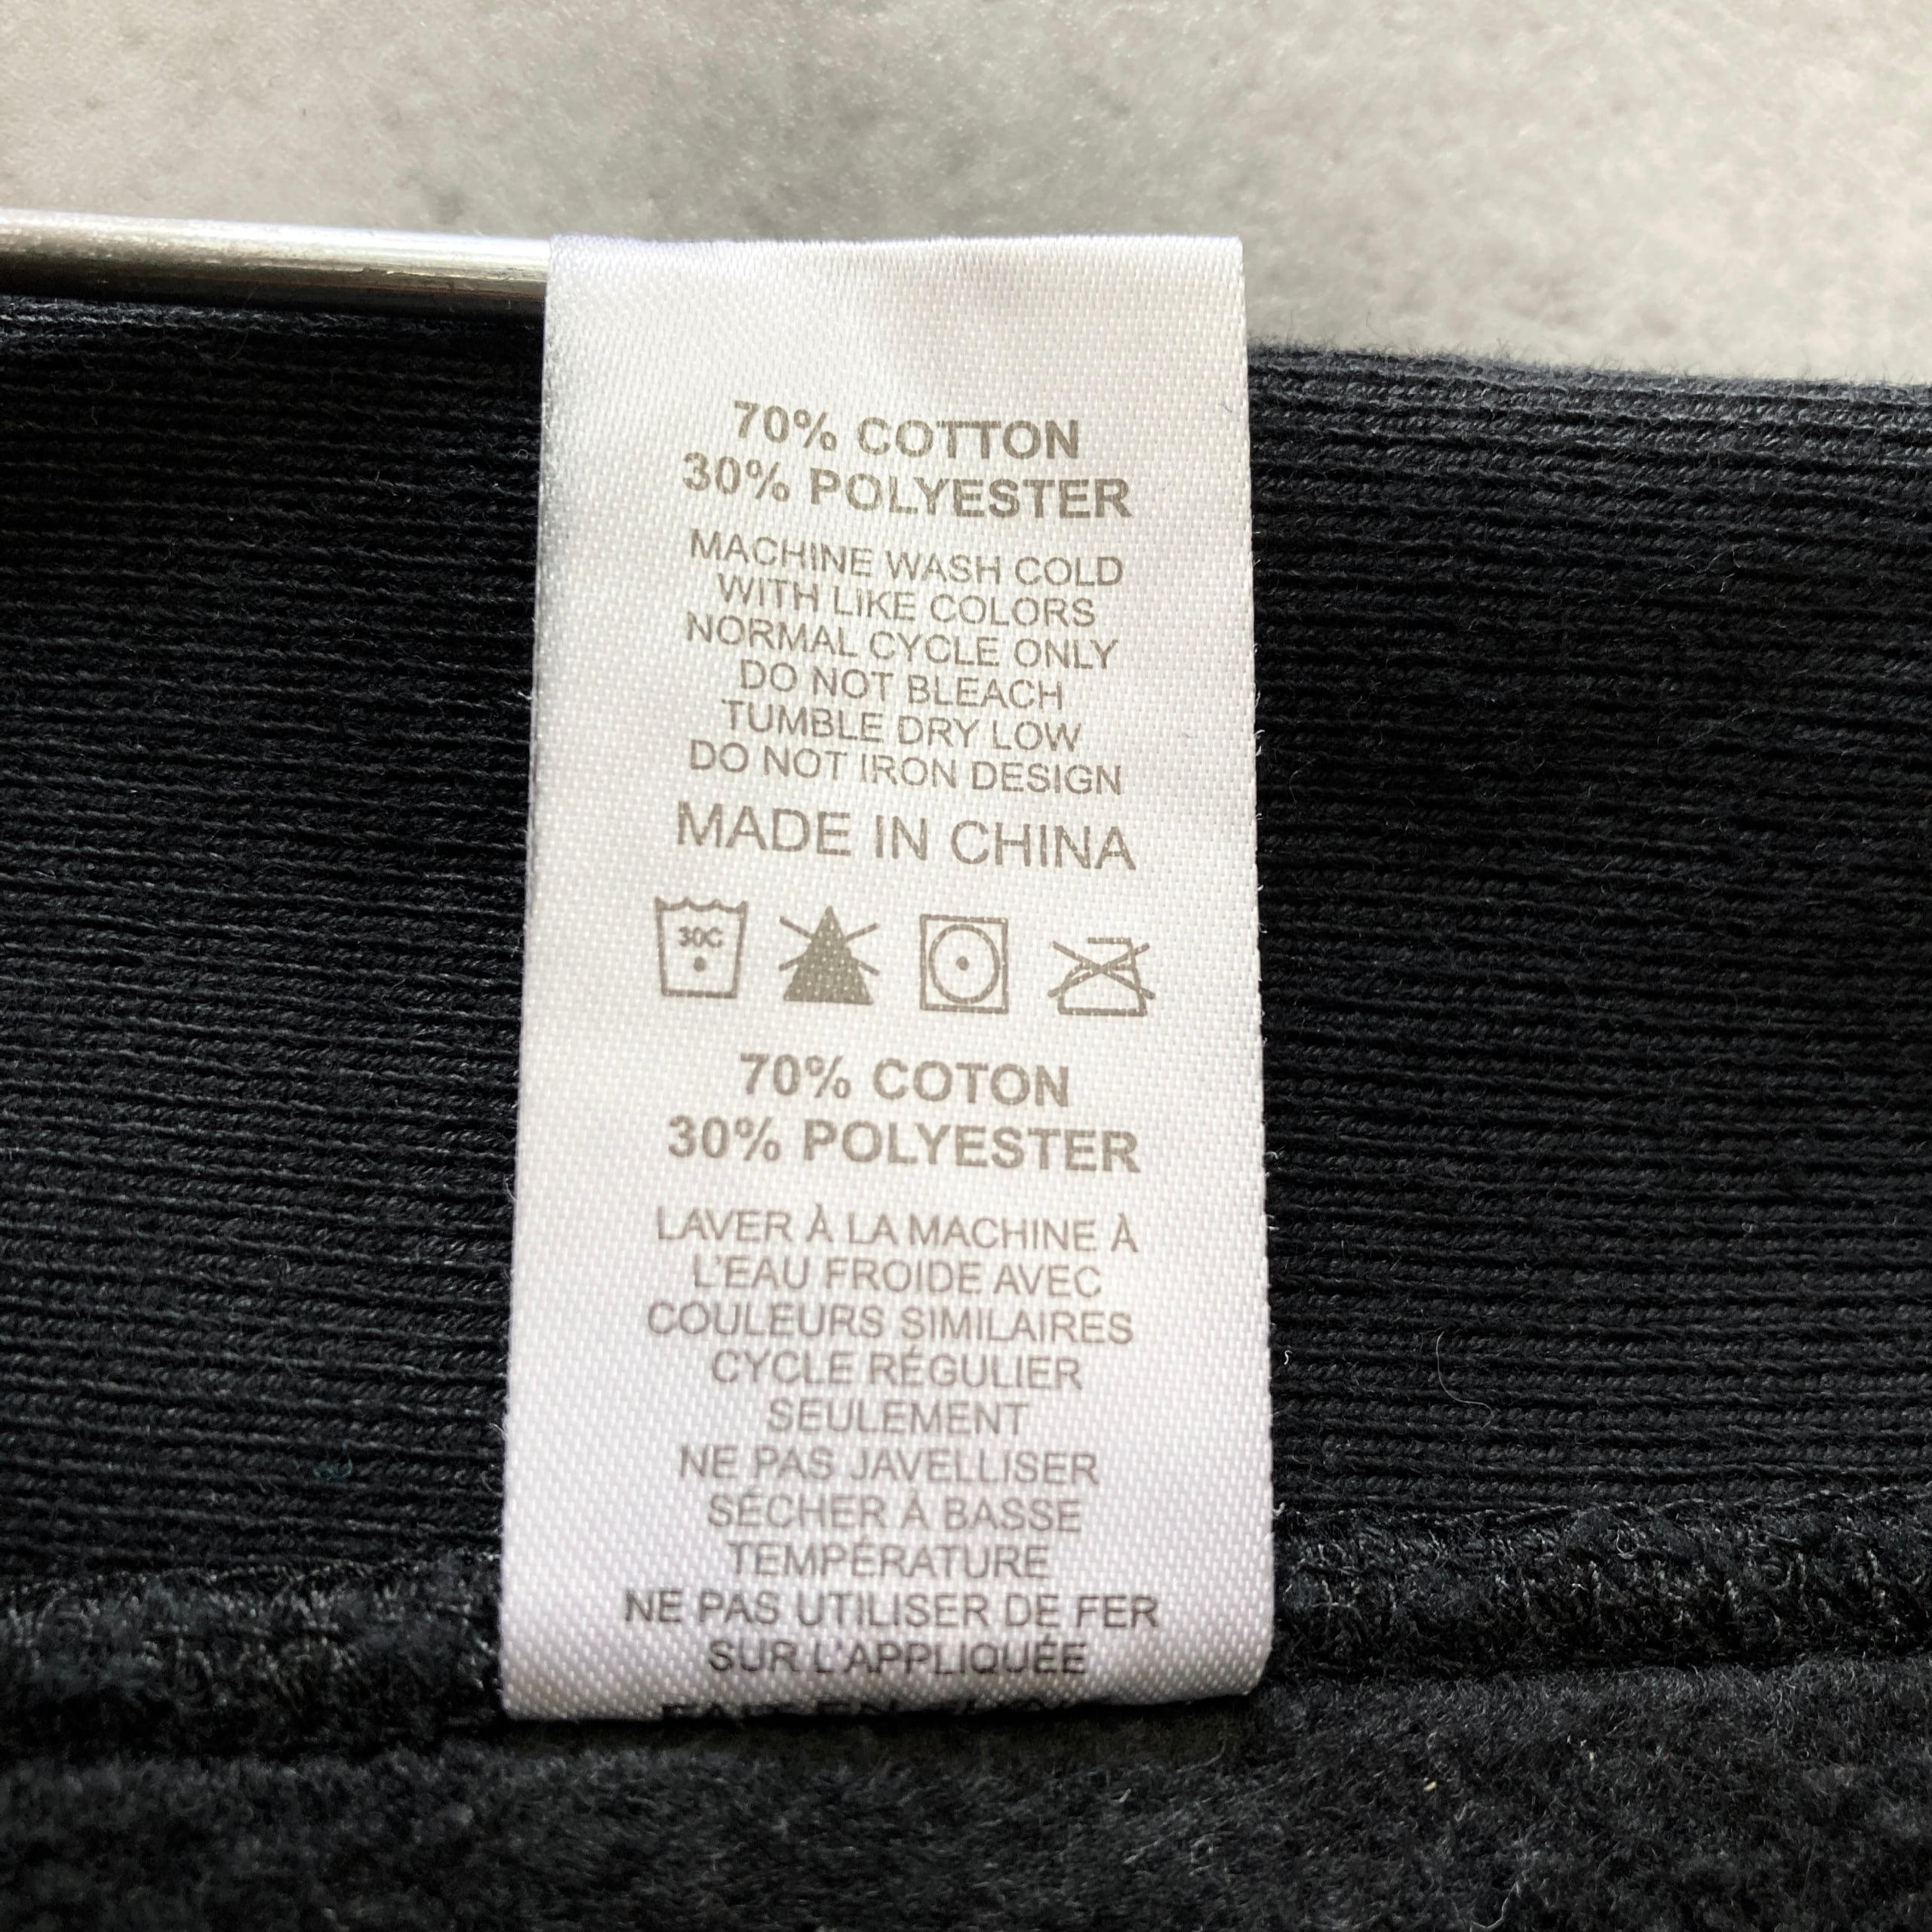 70% COTTON
30% POLYESTER
MACHINE WASH COLD
WITH LIKE COLORS
NORMAL CYCLE ONLY
DO NOT BLEACH
TUMBLE DRY LOW
DO NOT IRON DESIGN
MADE IN CHINA
30C
70% COTON
30% POLYESTER
LAVER À LA MACHINE À
L'EAU FROIDE AVEC
COULEURS SIMILAIRES
CYCLE RÉGULIER
SEULEMENT
NE PAS JAVELLISER
SÉCHER À BASSE
TEMPÉRATURE
NE PAS UTILISER DE FER
SUR L'APPLIQUÉE